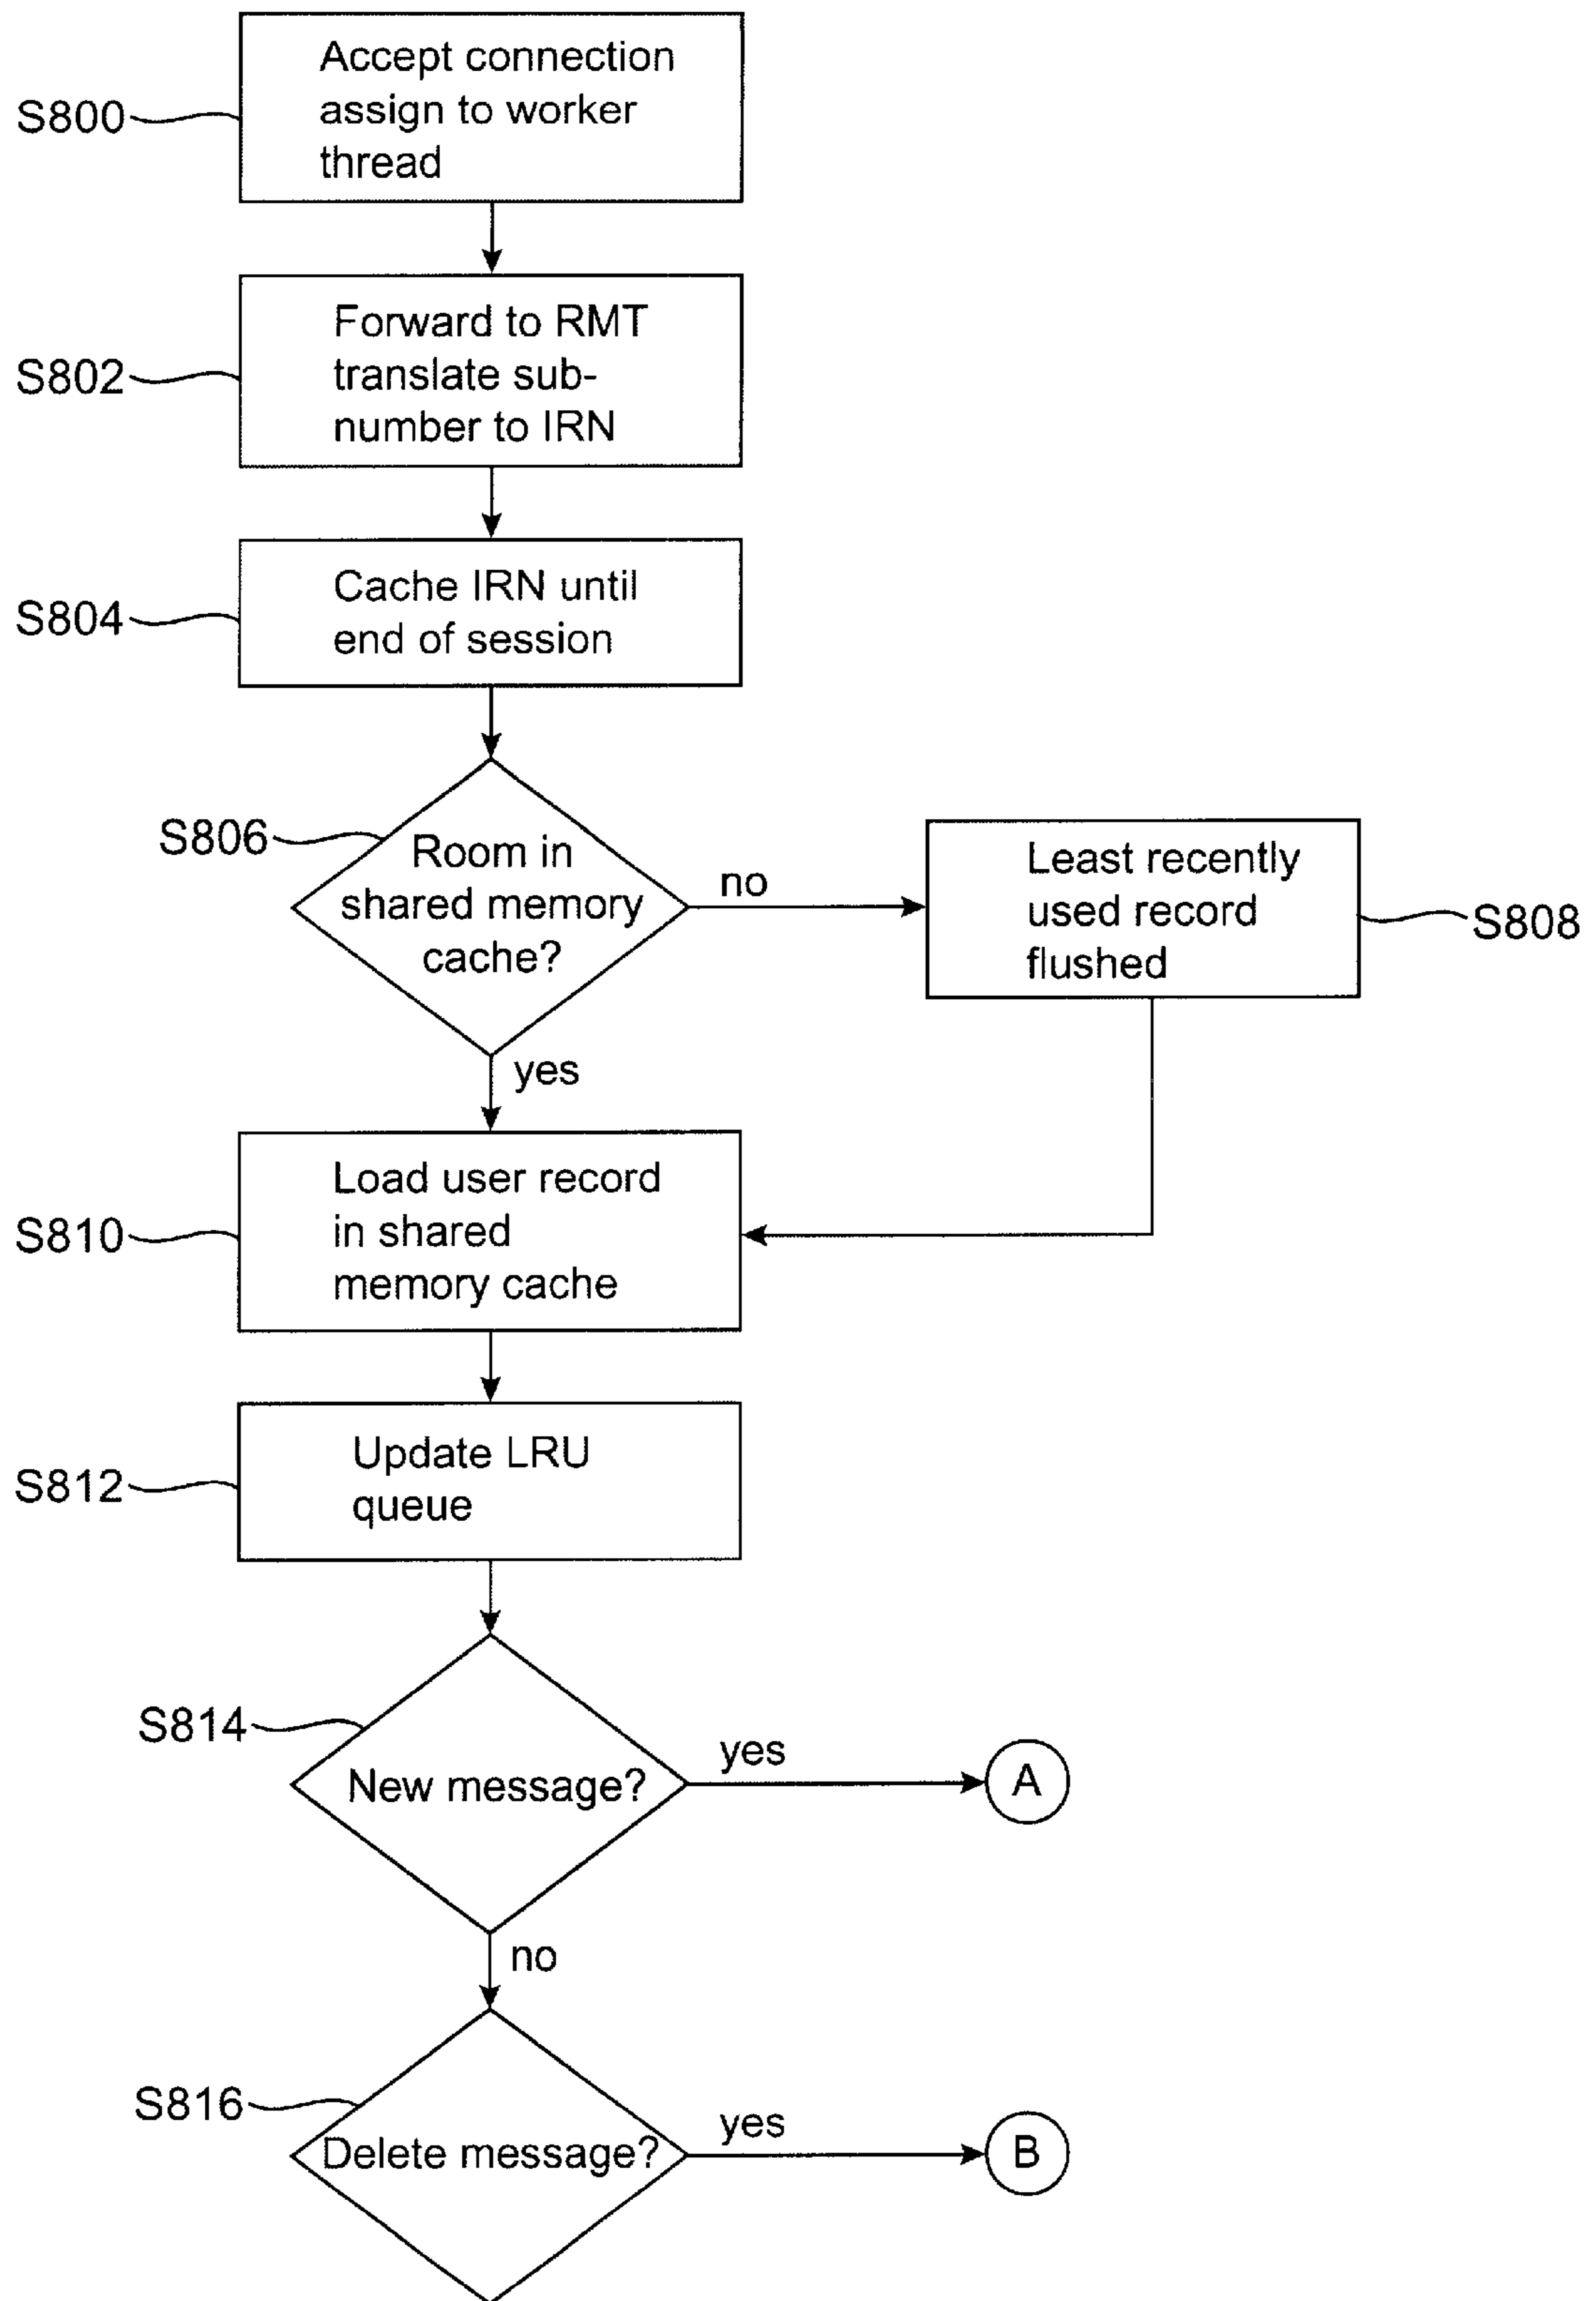 Accept connection
assign to worker
thread
S800
Forward to RMT
translate sub-
number to IRN
S802
Cache IRN until
end of session
S804
S806
Room in
shared memory
cache?
no
Least recently
used record
flushed
S808
yes
Load user record
in shared
memory cache
S810
Update LRU
queue
S812
S814
New message?
yes
A
no
S816
Delete message?
yes
B